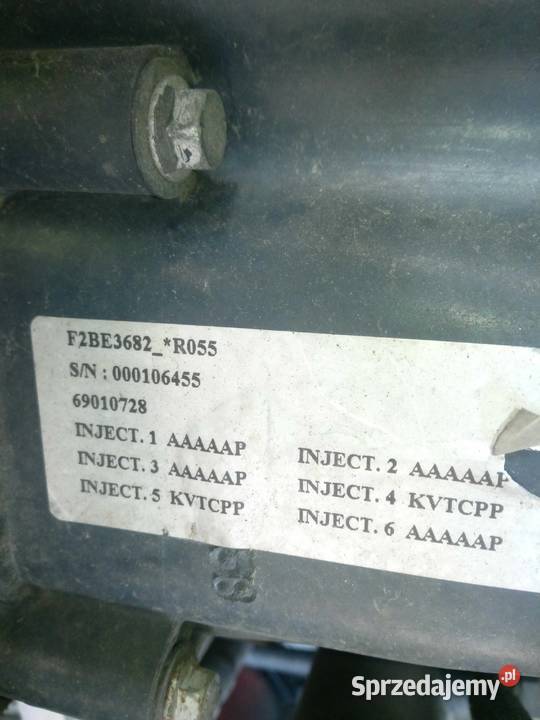 F2BE3682_*R055
S/N : 000106455
69010728
INJECT. 1 AAAAAP INJECT. 2 AAAAAP
INJECT. 3 AAAAAP INJECT. 4 KVTCPP
INJECT. 5 KVTCPP INJECT. 6 AAAAAP
Sprzedajemy.pl